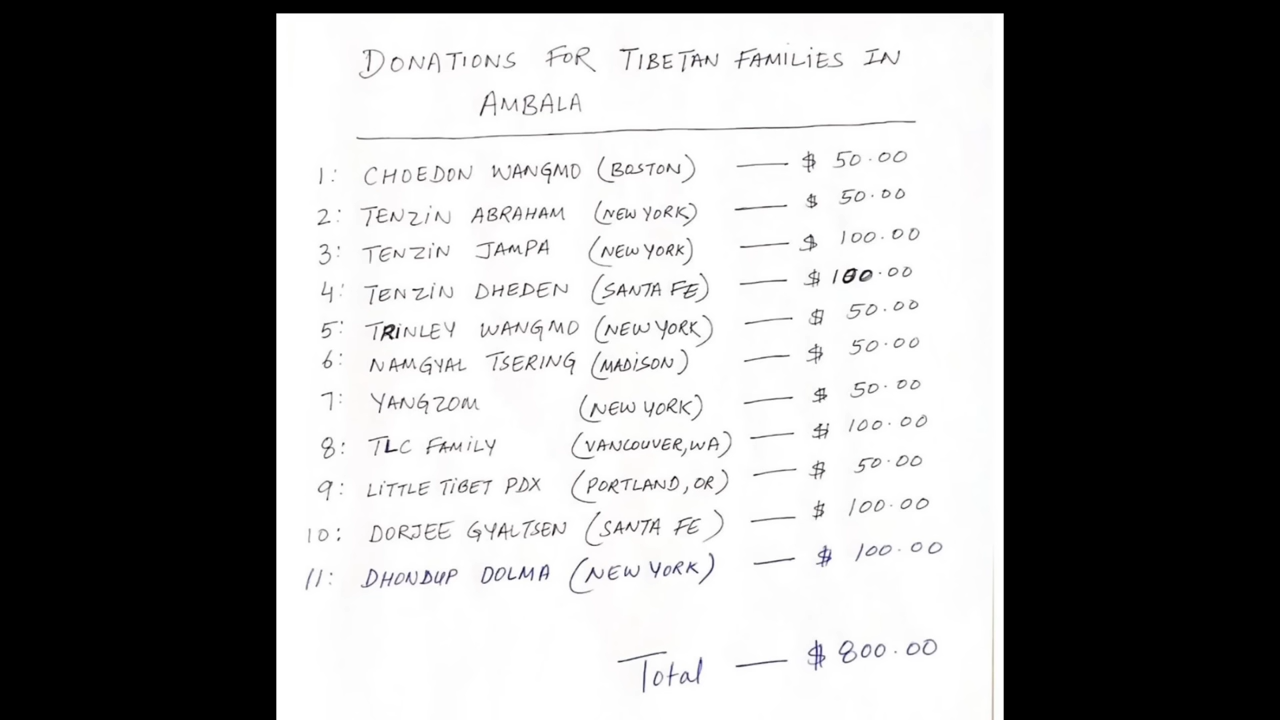 DONATIONS FOR TIBETAN FAMILIES IN
AMBALA
1: CHOEDON WANGMO (BOSTON) — $ 50.00
2: TENZIN ABRAHAM (NEW YORK) — $ 50.00
3: TENZIN JAMPA (NEW YORK) — $ 100.00
4: TENZIN DHEDEN (SANTA FE) — $ 100.00
5: TRINLEY WANGMO (NEW YORK) — $ 50.00
6: NAMGYAL TSERING (MADISON) — $ 50.00
7: YANGZOM (NEW YORK) — $ 50.00
8: TLC FAMILY (VANCOUVER, WA) — $ 100.00
9: LITTLE TIBET PDX (PORTLAND, OR) — $ 50.00
10: DORJEE GYALTSEN (SANTA FE) — $ 100.00
11: DHONDUP DOLMA (NEW YORK) — $ 100.00
Total — $ 800.00